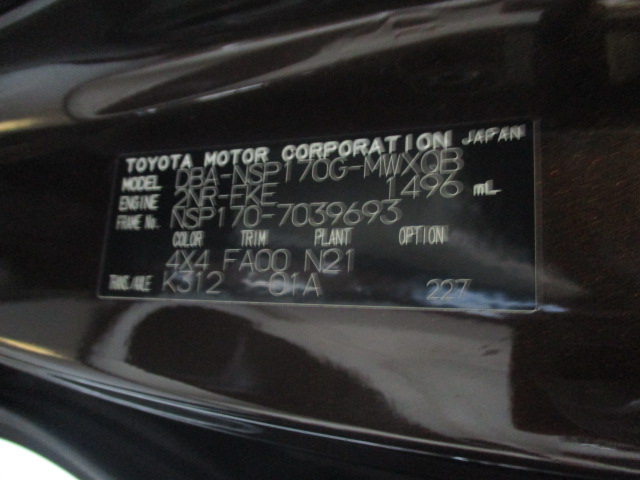 TOYOTA MOTOR CORPORATION JAPAN
MODEL DBA-NSP170G-MWXQB
ENGINE 2NR-FKE 1496 mL
FRAME No. NSP170-7039693
COLOR TRIM PLANT OPTION
4X4 FA00 N21
TRANS./AXLE K312 01A 227